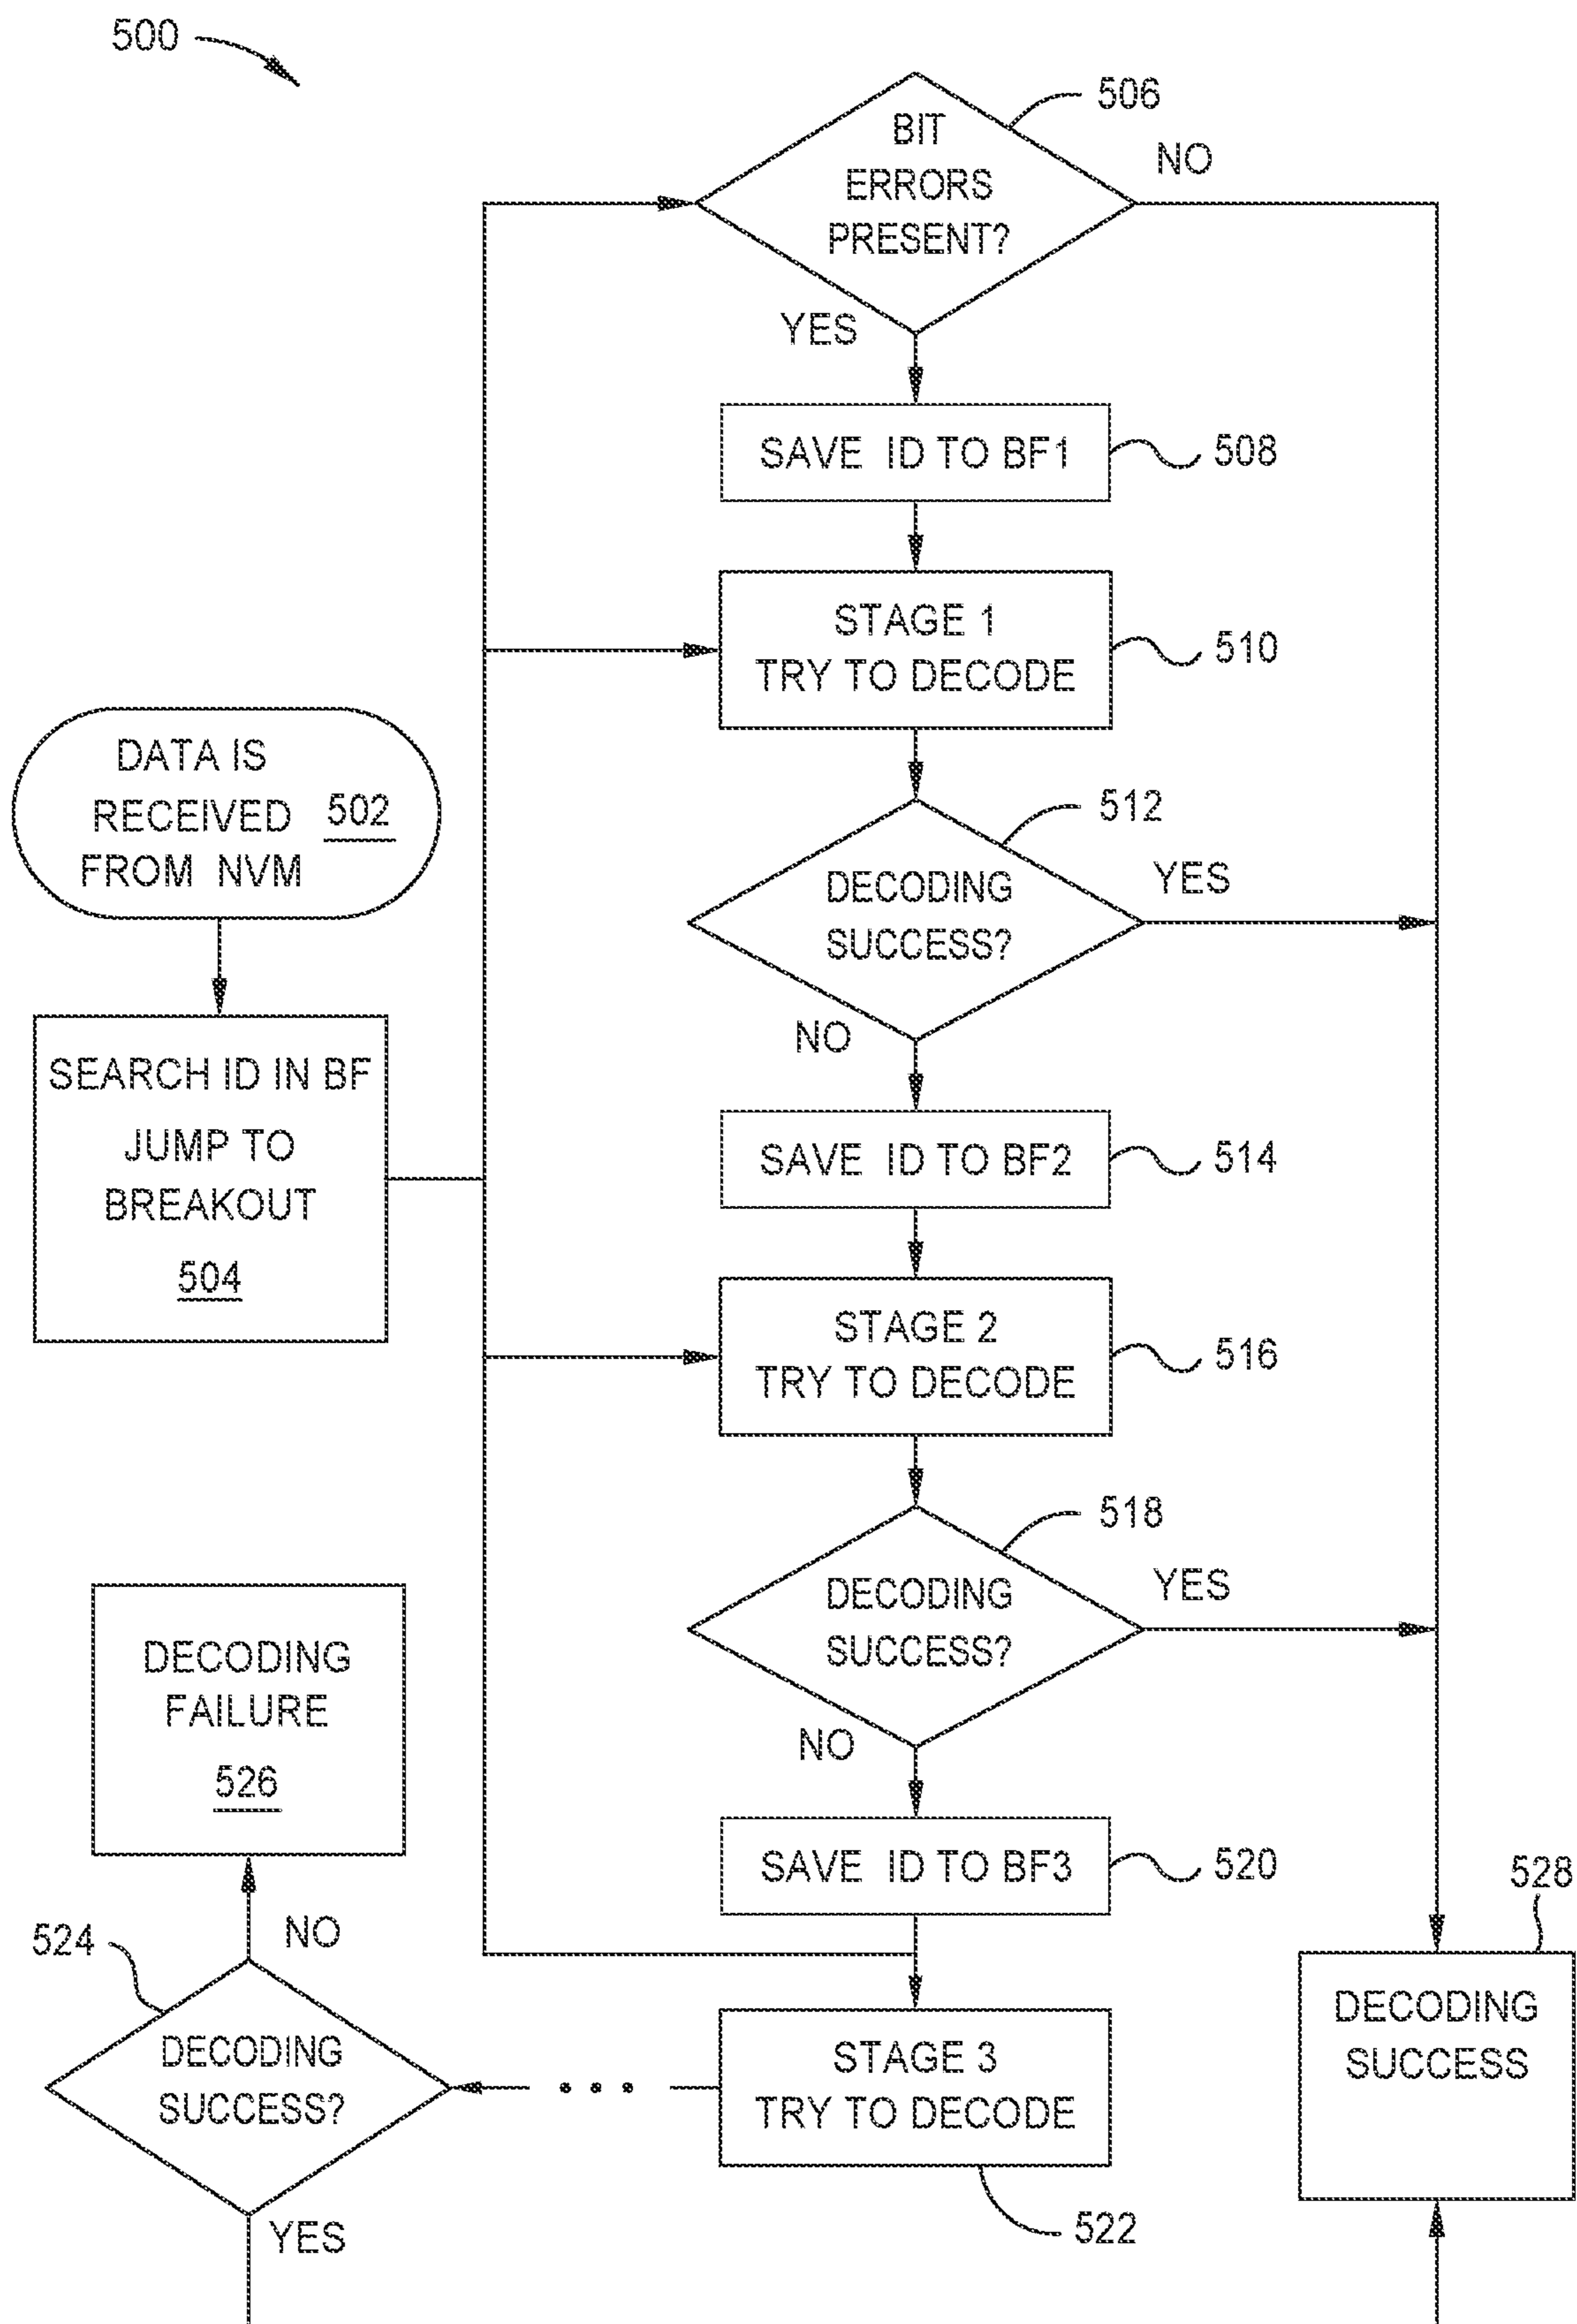 500
506
BIT
ERRORS
PRESENT?
NO
YES
SAVE ID TO BF1
508
STAGE 1
TRY TO DECODE
510
DATA IS
RECEIVED 502
FROM NVM
512
DECODING
SUCCESS?
YES
NO
SEARCH ID IN BF
JUMP TO
BREAKOUT
504
SAVE ID TO BF2
514
STAGE 2
TRY TO DECODE
516
518
DECODING
SUCCESS?
YES
NO
DECODING
FAILURE
526
SAVE ID TO BF3
520
528
524
NO
DECODING
SUCCESS?
YES
STAGE 3
TRY TO DECODE
522
DECODING
SUCCESS